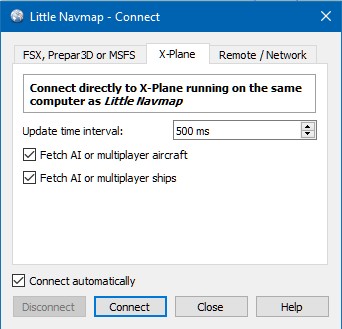 Little Navmap - Connect
FSX, Prepar3D or MSFS X-Plane Remote / Network
Connect directly to X-Plane running on the same
computer as Little Navmap
Update time interval: 500 ms
Fetch AI or multiplayer aircraft
Fetch AI or multiplayer ships
Connect automatically
Disconnect Connect Close Help